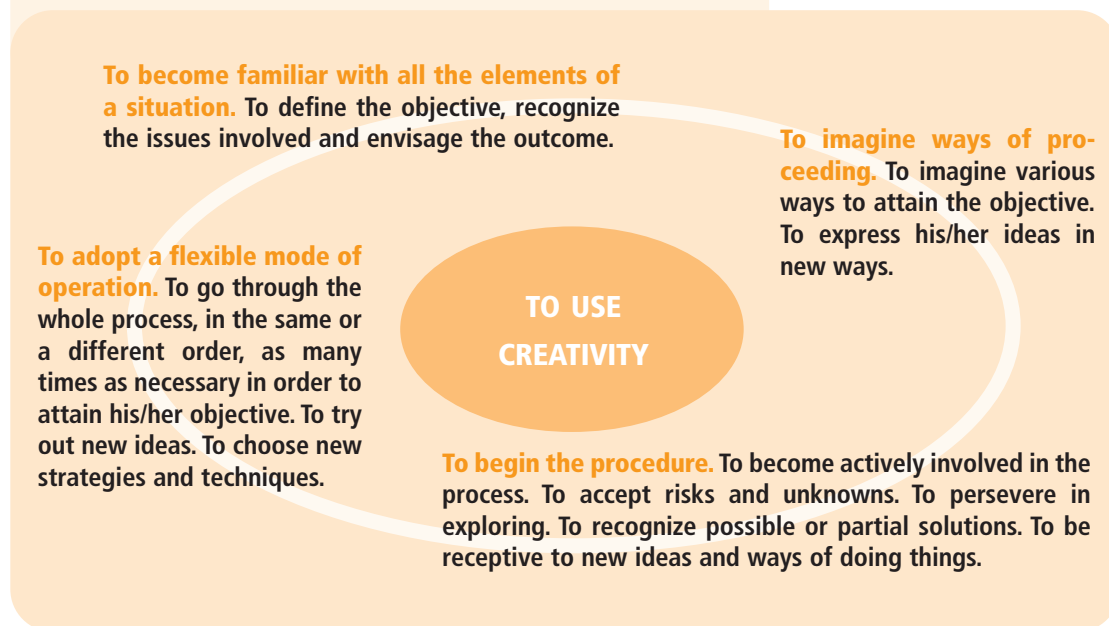 To become familiar with all the elements of
a situation. To define the objective, recognize
the issues involved and envisage the outcome.
To imagine ways of pro-
ceeding. To imagine various
ways to attain the objective.
To express his/her ideas in
new ways.
To adopt a flexible mode of
operation. To go through the
whole process, in the same or
a different order, as many
times as necessary in order to
attain his/her objective. To try
out new ideas. To choose new
strategies and techniques.
TO USE
CREATIVITY
To begin the procedure. To become actively involved in the
process. To accept risks and unknowns. To persevere in
exploring. To recognize possible or partial solutions. To be
receptive to new ideas and ways of doing things.